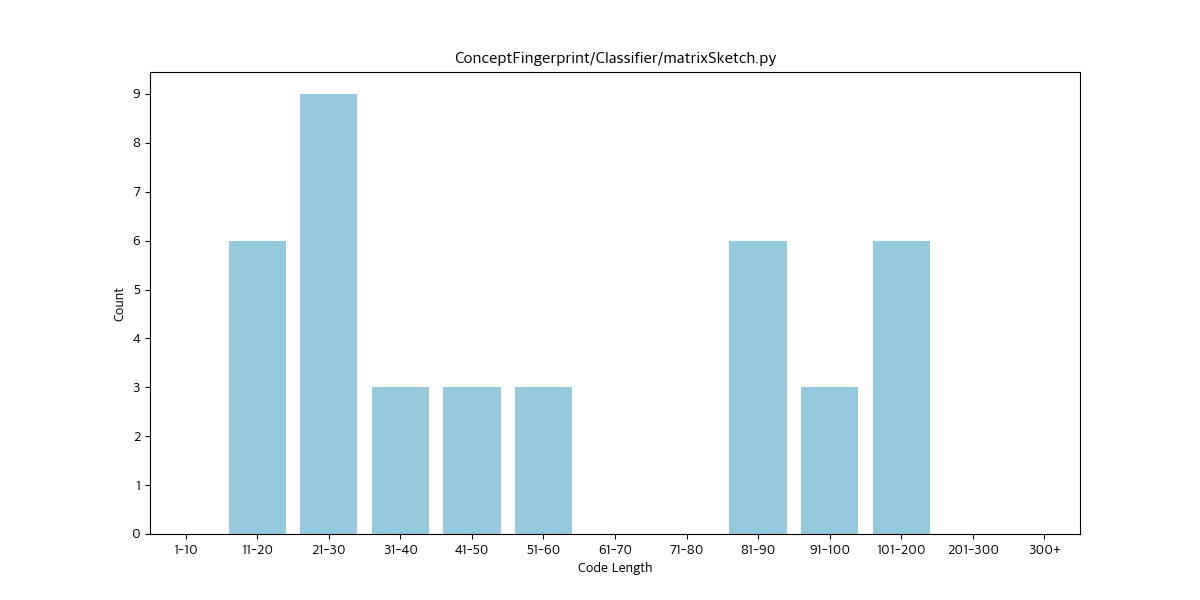 ConceptFingerprint/Classifier/matrixSketch.py
Count
9
8
7
6
5
4
3
2
1
0
1-10 11-20 21-30 31-40 41-50 51-60 61-70 71-80 81-90 91-100 101-200 201-300 300+
Code Length